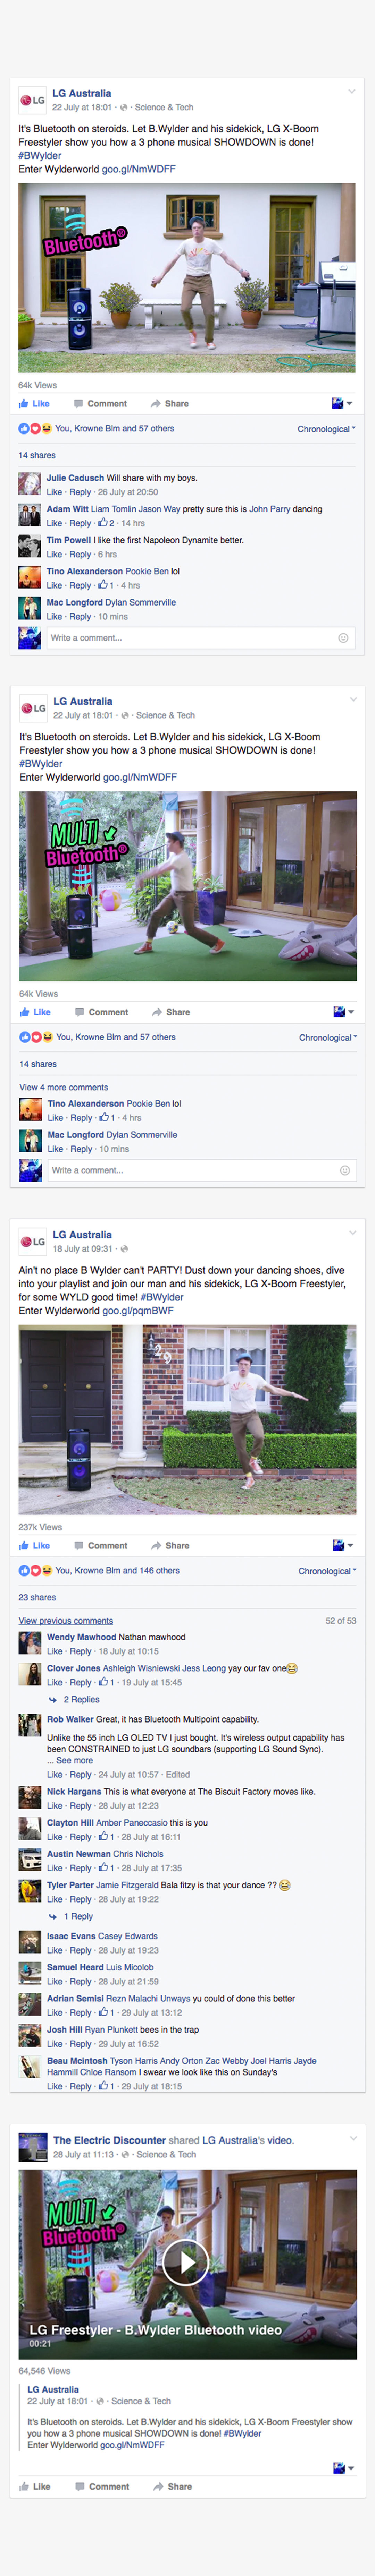 LG Australia
LG
22 July at 18:01 · Science & Tech
It's Bluetooth on steroids. Let B.Wylder and his sidekick, LG X-Boom
Freestyler show you how a 3 phone musical SHOWDOWN is done!
#BWylder
Enter Wylderworld goo.gl/NmWDFF
Bluetooth®
64k Views
Like Comment Share
You, Krowne Blm and 57 others Chronological
14 shares
Julie Cadusch Will share with my boys.
Like · Reply · 26 July at 20:50
Adam Witt Liam Tomlin Jason Way pretty sure this is John Parry dancing
Like · Reply · 2 · 14 hrs
Tim Powell I like the first Napoleon Dynamite better.
Like · Reply · 6 hrs
Tino Alexanderson Pookie Ben lol
Like · Reply · 1 · 4 hrs
Mac Longford Dylan Sommerville
Like · Reply · 10 mins
Write a comment...
LG Australia
LG
22 July at 18:01 · Science & Tech
It's Bluetooth on steroids. Let B.Wylder and his sidekick, LG X-Boom
Freestyler show you how a 3 phone musical SHOWDOWN is done!
#BWylder
Enter Wylderworld goo.gl/NmWDFF
MULTI
Bluetooth®
64k Views
Like Comment Share
You, Krowne Blm and 57 others Chronological
14 shares
View 4 more comments
Tino Alexanderson Pookie Ben lol
Like · Reply · 1 · 4 hrs
Mac Longford Dylan Sommerville
Like · Reply · 10 mins
Write a comment...
LG Australia
LG
18 July at 09:31 ·
Ain't no place B Wylder can't PARTY! Dust down your dancing shoes, dive
into your playlist and join our man and his sidekick, LG X-Boom Freestyler,
for some WYLD good time! #BWylder
Enter Wylderworld goo.gl/pqmBWF
129
237k Views
Like Comment Share
You, Krowne Blm and 146 others Chronological
23 shares
View previous comments 52 of 53
Wendy Mawhood Nathan mawhood
Like · Reply · 18 July at 10:15
Clover Jones Ashleigh Wisniewski Jess Leong yay our fav one😂
Like · Reply · 1 · 19 July at 15:45
2 Replies
Rob Walker Great, it has Bluetooth Multipoint capability.
Unlike the 55 inch LG OLED TV I just bought. It's wireless output capability has
been CONSTRAINED to just LG soundbars (supporting LG Sound Sync).
... See more
Like · Reply · 24 July at 10:57 · Edited
Nick Hargans This is what everyone at The Biscuit Factory moves like.
Like · Reply · 28 July at 12:23
Clayton Hill Amber Paneccasio this is you
Like · Reply · 1 · 28 July at 16:11
Austin Newman Chris Nichols
Like · Reply · 1 · 28 July at 17:35
Tyler Parter Jamie Fitzgerald Bala fitzy is that your dance ?? 😂
Like · Reply · 28 July at 19:22
1 Reply
Isaac Evans Casey Edwards
Like · Reply · 28 July at 19:23
Samuel Heard Luis Micolob
Like · Reply · 28 July at 21:59
Adrian Semisi Rezn Malachi Unways yu could of done this better
Like · Reply · 1 · 29 July at 13:12
Josh Hill Ryan Plunkett bees in the trap
Like · Reply · 29 July at 16:52
Beau Mcintosh Tyson Harris Andy Orton Zac Webby Joel Harris Jayde
Hammill Chloe Ransom I swear we look like this on Sunday's
Like · Reply · 1 · 29 July at 18:15
The Electric Discounter shared LG Australia's video.
28 July at 11:13 · Science & Tech
MULTI
Bluetooth®
LG Freestyler - B.Wylder Bluetooth video
00:21
64,546 Views
LG Australia
22 July at 18:01 · Science & Tech
It's Bluetooth on steroids. Let B.Wylder and his sidekick, LG X-Boom Freestyler show
you how a 3 phone musical SHOWDOWN is done! #BWylder
Enter Wylderworld goo.gl/NmWDFF
Like Comment Share